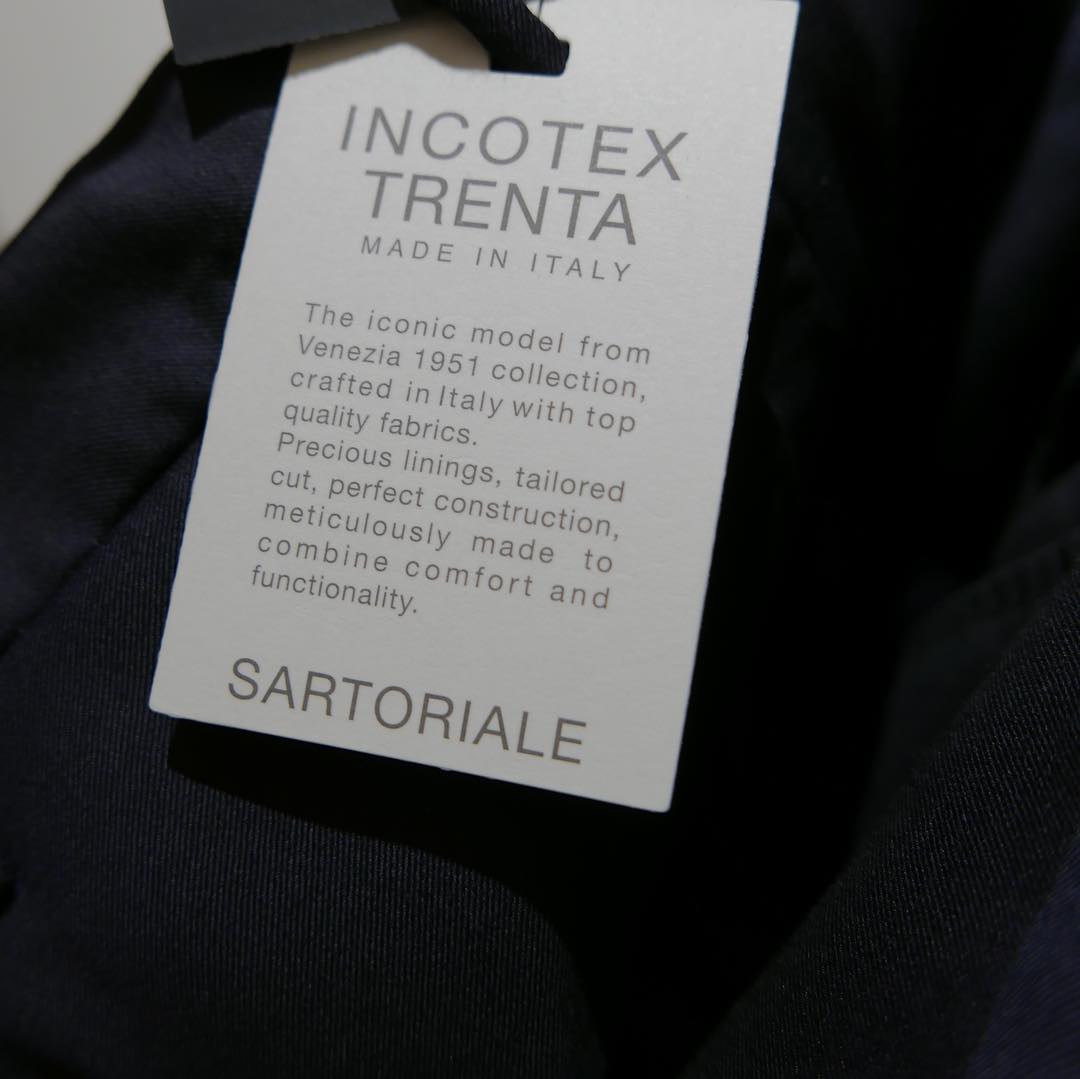 INCOTEX
TRENTA
MADE IN ITALY
The iconic model from
Venezia 1951 collection,
crafted in Italy with top
quality fabrics.
Precious linings, tailored
cut, perfect construction,
meticulously made to
combine comfort and
functionality.
SARTORIALE